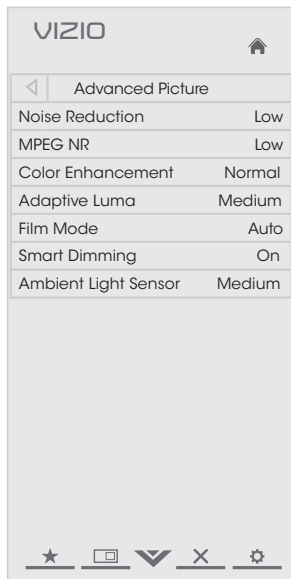 VIZIO
Advanced Picture
Noise Reduction Low
MPEG NR Low
Color Enhancement Normal
Adaptive Luma Medium
Film Mode Auto
Smart Dimming On
Ambient Light Sensor Medium